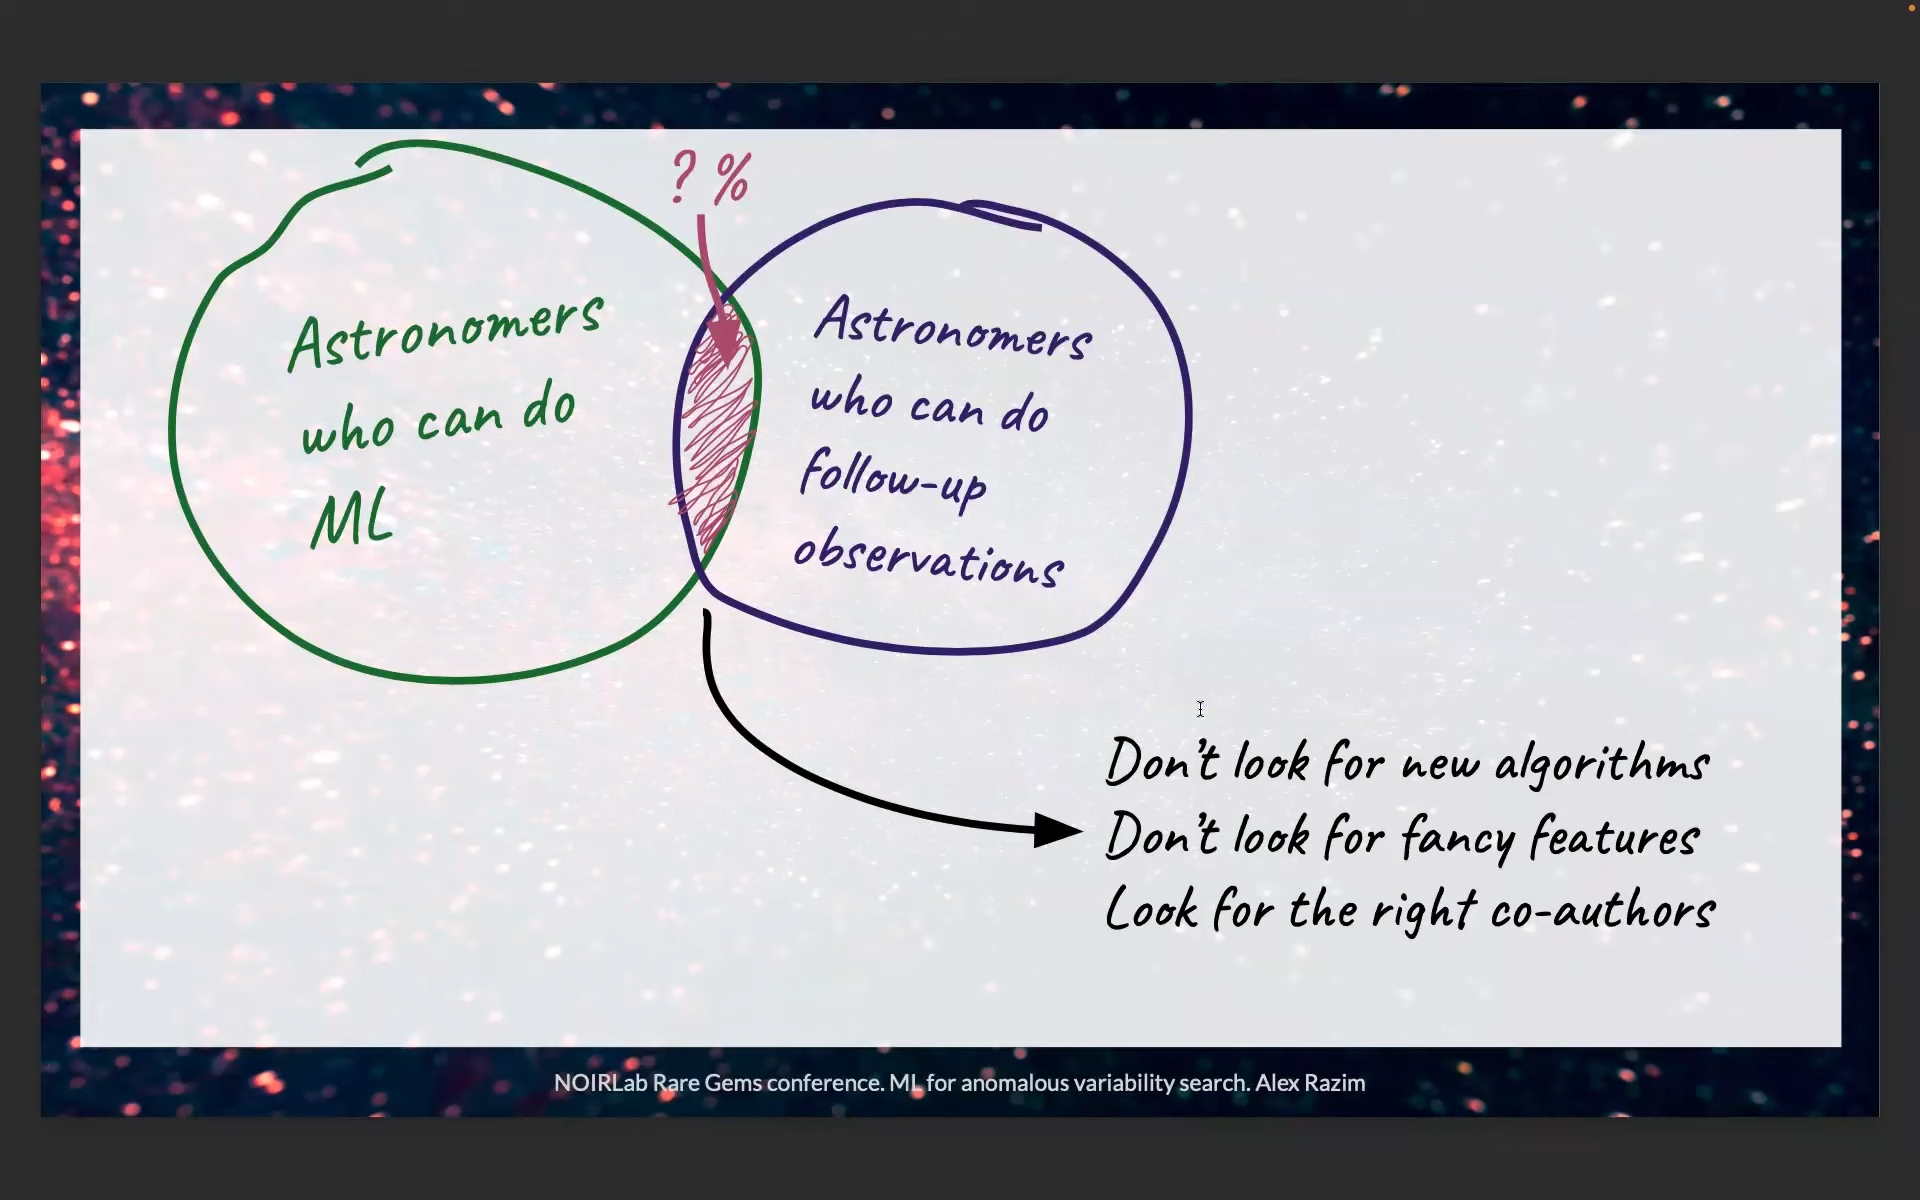 ? %
Astronomers
who can do
ML
Astronomers
who can do
follow-up
observations
Don't look for new algorithms
Don't look for fancy features
Look for the right co-authors
NOIRLab Rare Gems conference. ML for anomalous variability search. Alex Razim